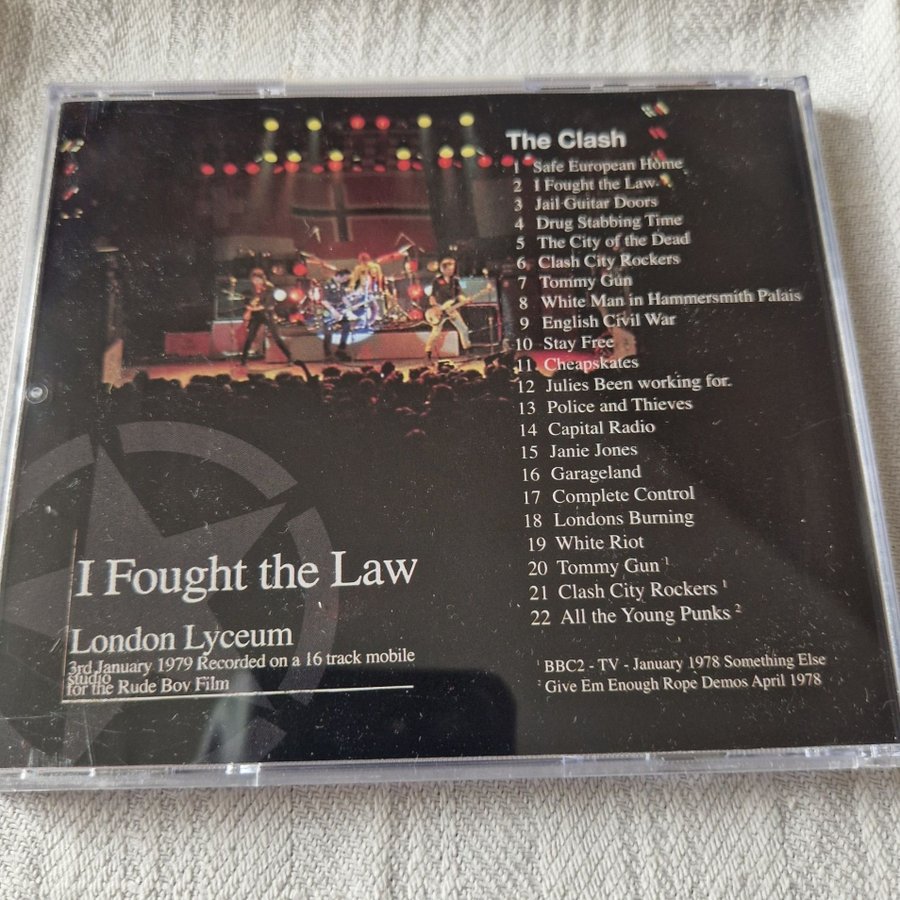 The Clash
1 Safe European Home
2 I Fought the Law
3 Jail Guitar Doors
4 Drug Stabbing Time
5 The City of the Dead
6 Clash City Rockers
7 Tommy Gun
8 White Man in Hammersmith Palais
9 English Civil War
10 Stay Free
11 Cheapskates
12 Julies Been working for.
13 Police and Thieves
14 Capital Radio
15 Janie Jones
16 Garageland
17 Complete Control
18 Londons Burning
19 White Riot
20 Tommy Gun ¹
21 Clash City Rockers ¹
22 All the Young Punks ²
¹ BBC2 - TV - January 1978 Something Else
² Give Em Enough Rope Demos April 1978
I Fought the Law
London Lyceum
3rd January 1979 Recorded on a 16 track mobile
studio
for the Rude Boy Film